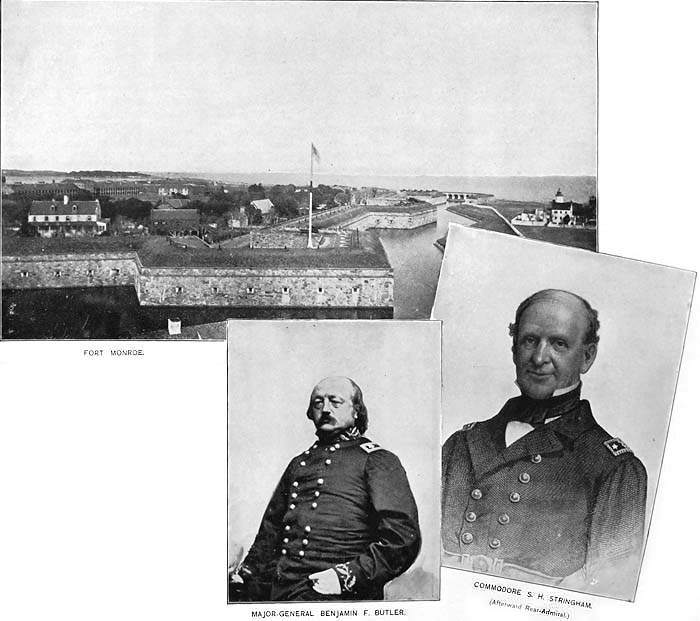 FORT MONROE.
MAJOR-GENERAL BENJAMIN F. BUTLER.
COMMODORE S. H. STRINGHAM.
(Afterward Rear-Admiral.)